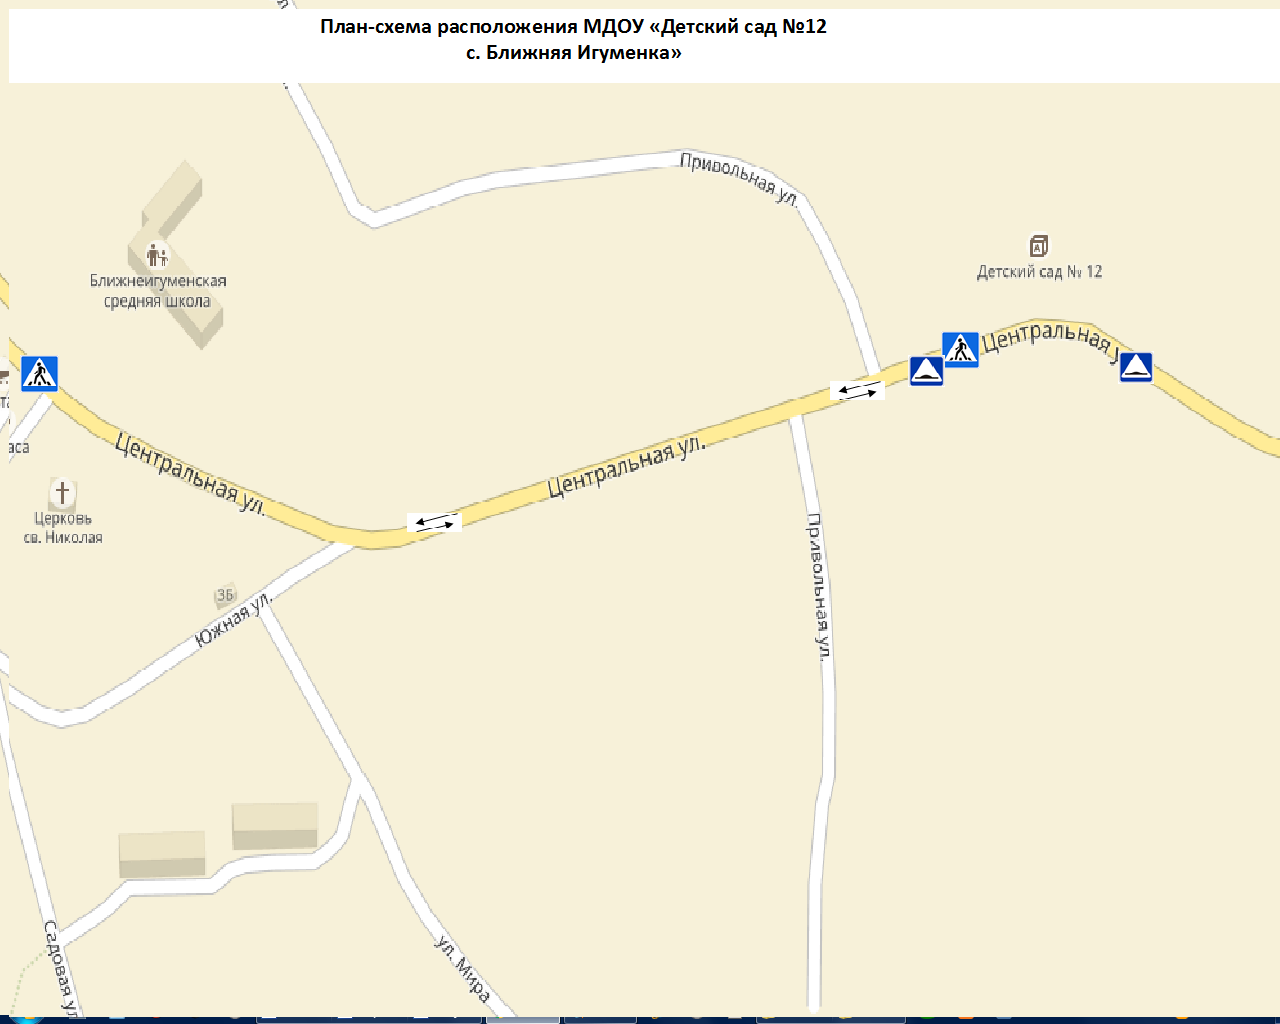 План-схема расположения МДОУ «Детский сад №12
с. Ближняя Игуменка»
Привольная ул.
Детский сад № 12
Ближнеигуменская
средняя школа
Центральная у
Центральная ул.
Центральная ул.
аса
Церковь
св. Николая
Привольная ул.
3Б
Южная ул.
Садовая ул
ул. Мира